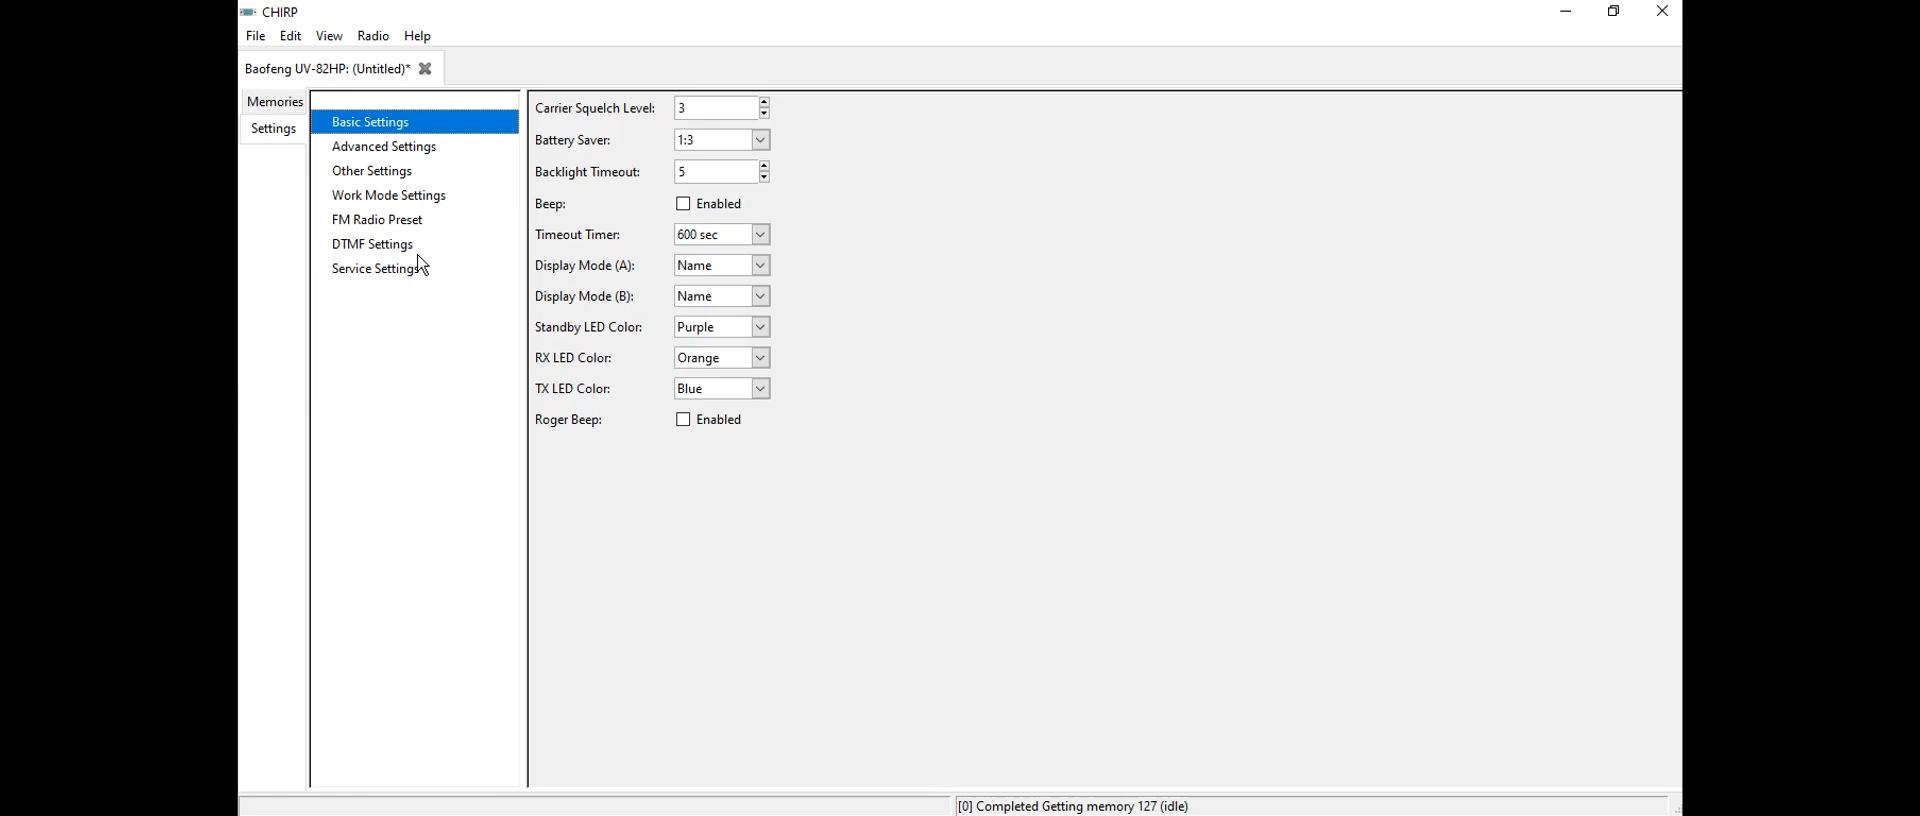 CHIRP
File Edit View Radio Help
Baofeng UV-82HP: (Untitled)*
Memories
Settings
Basic Settings
Advanced Settings
Other Settings
Work Mode Settings
FM Radio Preset
DTMF Settings
Service Settings
Carrier Squelch Level: 3
Battery Saver: 1:3
Backlight Timeout: 5
Beep: Enabled
Timeout Timer: 600 sec
Display Mode (A): Name
Display Mode (B): Name
Standby LED Color: Purple
RX LED Color: Orange
TX LED Color: Blue
Roger Beep: Enabled
[0] Completed Getting memory 127 (idle)